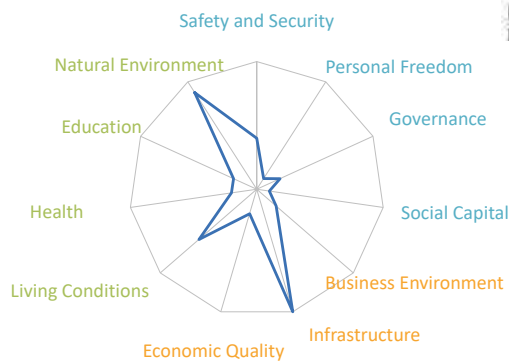 Safety and Security
Natural Environment
Personal Freedom
Education
Governance
Health
Social Capital
Living Conditions
Business Environment
Infrastructure
Economic Quality